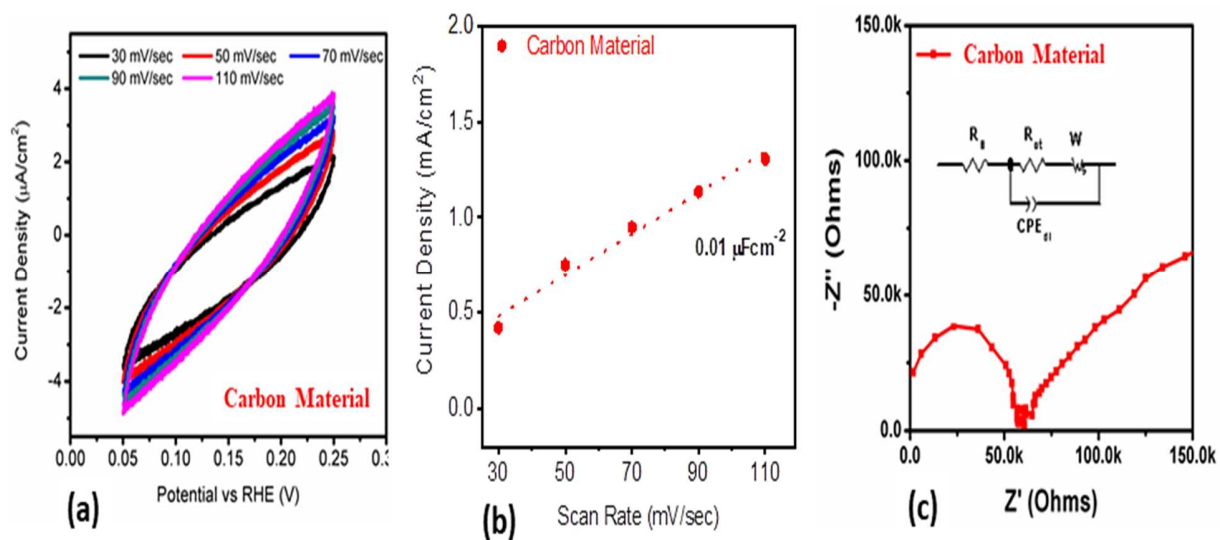 30 mV/sec 50 mV/sec 70 mV/sec
90 mV/sec 110 mV/sec
4
2
0
-2
-4
Current Density (μA/cm²)
Carbon Material
0.00 0.05 0.10 0.15 0.20 0.25 0.3
Potential vs RHE (V)
(a)
2.0
1.5
1.0
0.5
0.0
Current Density (mA/cm²)
Carbon Material
0.01 μFcm⁻²
30 50 70 90 110
Scan Rate (mV/sec)
(b)
150.0k
100.0k
50.0k
0.0
-Z'' (Ohms)
Carbon Material
W
0.0 50.0k 100.0k 150.0k
Z' (Ohms)
(c)